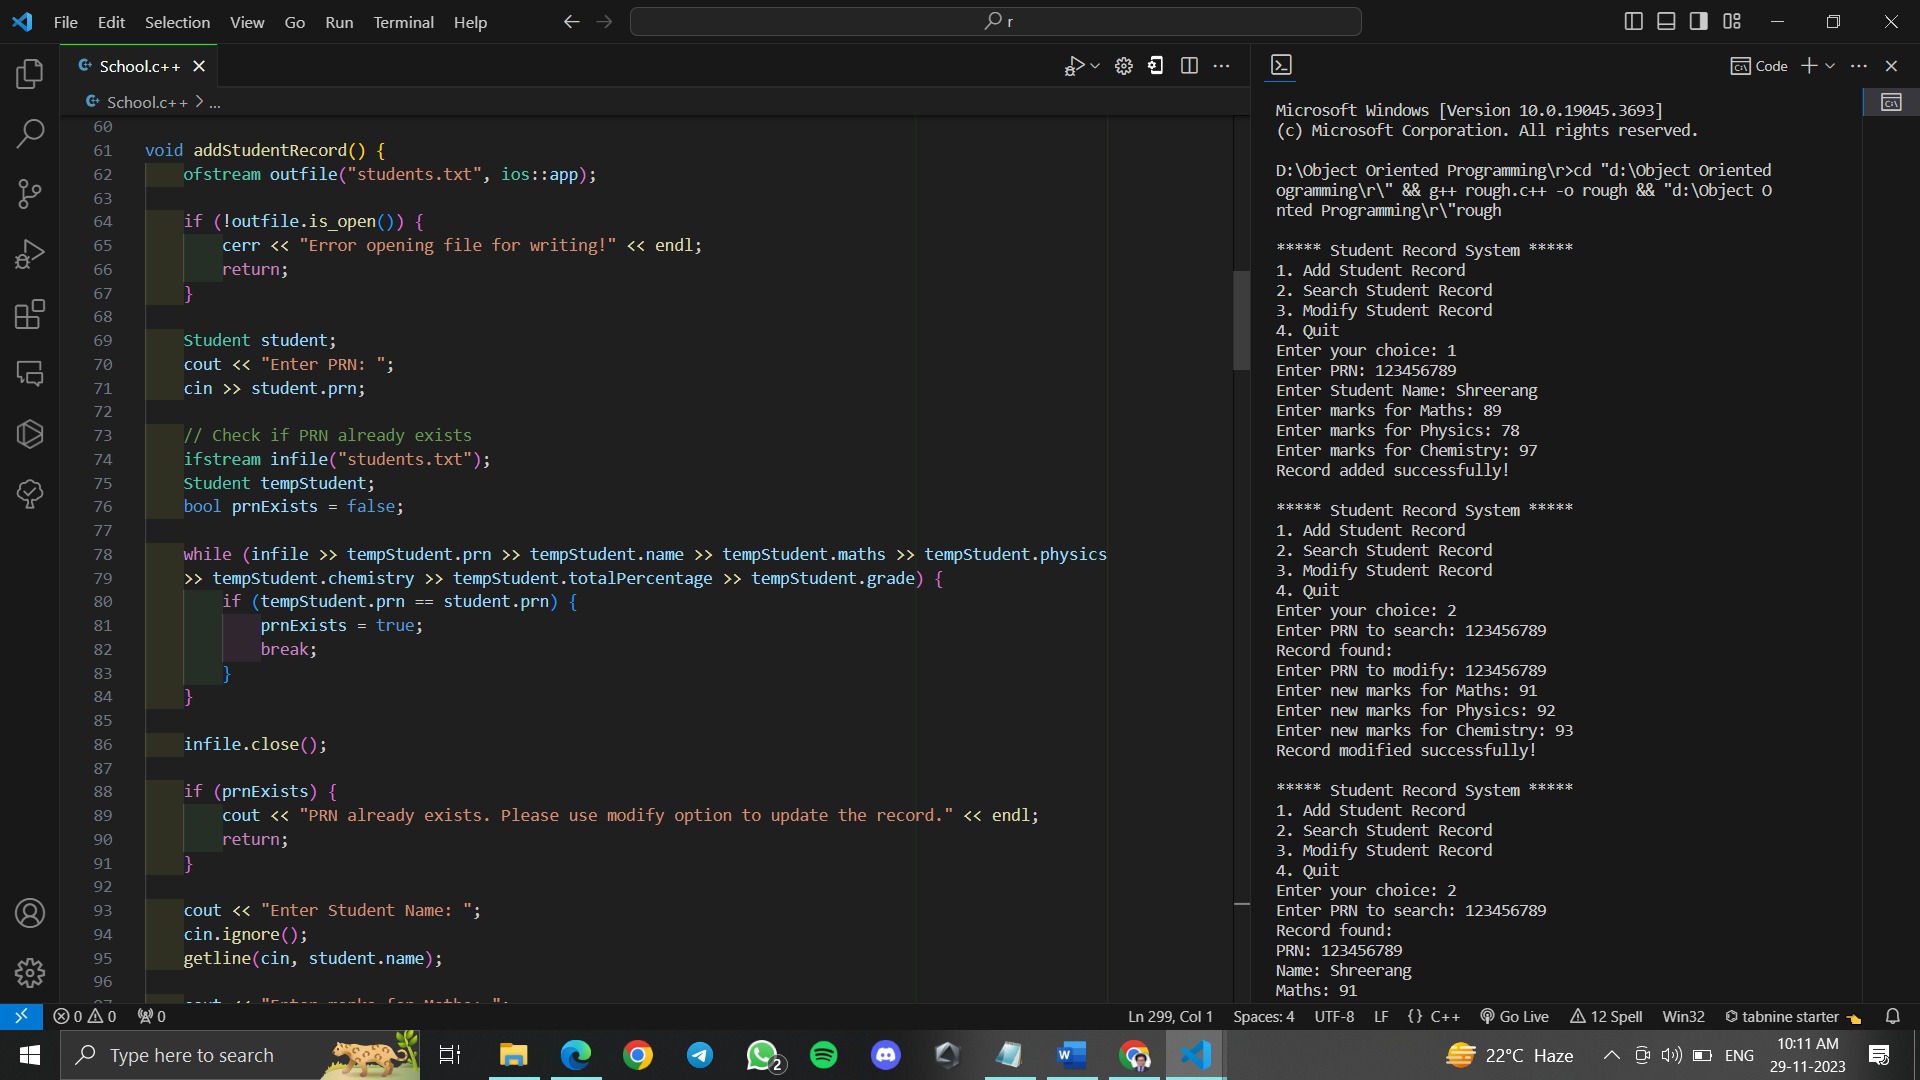 File Edit Selection View Go Run Terminal Help
r
School.c++
School.c++ > ...
60
61 void addStudentRecord() {
62 ofstream outfile("students.txt", ios::app);
63
64 if (!outfile.is_open()) {
65 cerr << "Error opening file for writing!" << endl;
66 return;
67 }
68
69 Student student;
70 cout << "Enter PRN: ";
71 cin >> student.prn;
72
73 // Check if PRN already exists
74 ifstream infile("students.txt");
75 Student tempStudent;
76 bool prnExists = false;
77
78 while (infile >> tempStudent.prn >> tempStudent.name >> tempStudent.maths >> tempStudent.physics
79 >> tempStudent.chemistry >> tempStudent.totalPercentage >> tempStudent.grade) {
80 if (tempStudent.prn == student.prn) {
81 prnExists = true;
82 break;
83 }
84 }
85
86 infile.close();
87
88 if (prnExists) {
89 cout << "PRN already exists. Please use modify option to update the record." << endl;
90 return;
91 }
92
93 cout << "Enter Student Name: ";
94 cin.ignore();
95 getline(cin, student.name);
96
97 cout << "Enter marks for Maths: ";
Code
Microsoft Windows [Version 10.0.19045.3693]
(c) Microsoft Corporation. All rights reserved.
D:\Object Oriented Programming\r>cd "d:\Object Oriented
ogramming\r\" && g++ rough.c++ -o rough && "d:\Object O
nted Programming\r\"rough
***** Student Record System *****
1. Add Student Record
2. Search Student Record
3. Modify Student Record
4. Quit
Enter your choice: 1
Enter PRN: 123456789
Enter Student Name: Shreerang
Enter marks for Maths: 89
Enter marks for Physics: 78
Enter marks for Chemistry: 97
Record added successfully!
***** Student Record System *****
1. Add Student Record
2. Search Student Record
3. Modify Student Record
4. Quit
Enter your choice: 2
Enter PRN to search: 123456789
Record found:
Enter PRN to modify: 123456789
Enter new marks for Maths: 91
Enter new marks for Physics: 92
Enter new marks for Chemistry: 93
Record modified successfully!
***** Student Record System *****
1. Add Student Record
2. Search Student Record
3. Modify Student Record
4. Quit
Enter your choice: 2
Enter PRN to search: 123456789
Record found:
PRN: 123456789
Name: Shreerang
Maths: 91
0 0 0 Ln 299, Col 1 Spaces: 4 UTF-8 LF {} C++ Go Live 12 Spell Win32 tabnine starter
Type here to search 2 22°C Haze ENG
10:11 AM
29-11-2023